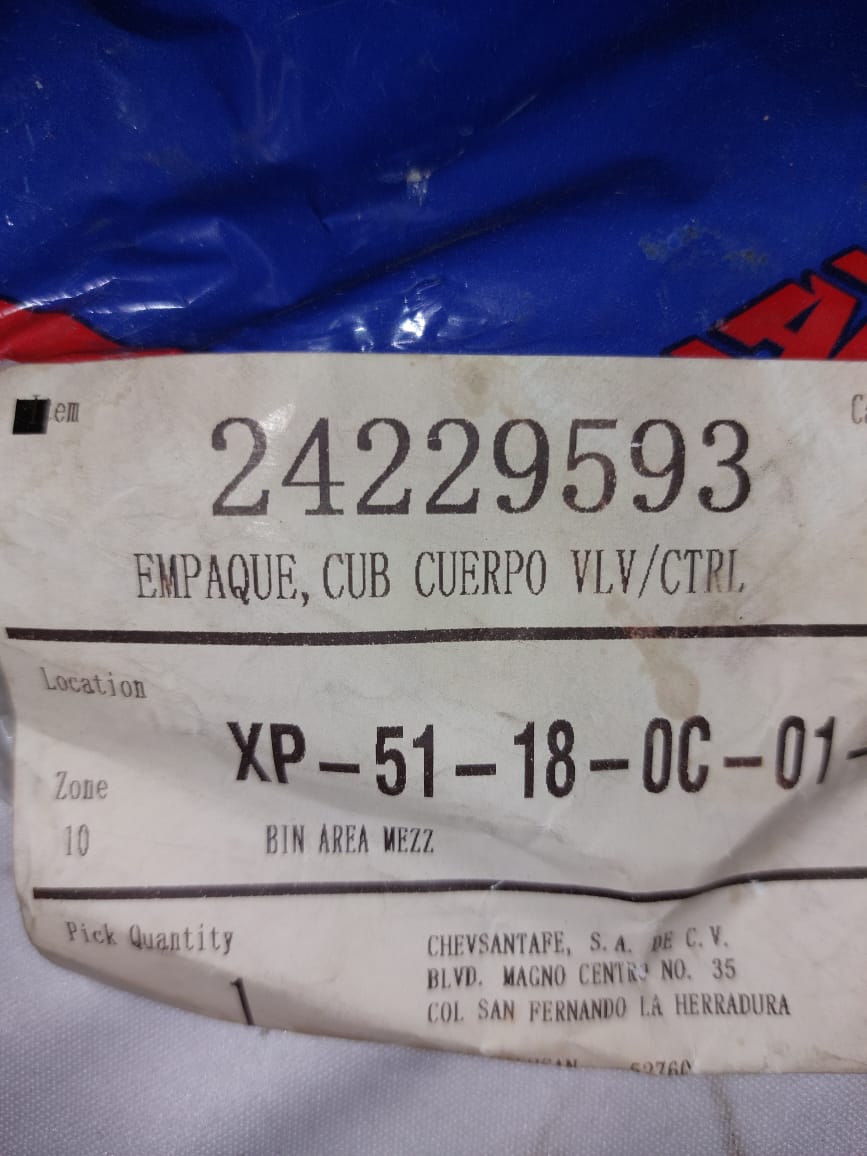 Item
24229593
EMPAQUE, CUB CUERPO VLV/CTRL
Location
XP-51-18-0C-01-
Zone
10
BIN AREA MEZZ
Pick Quantity
1
CHEVSANTAFE, S.A. DE C.V.
BLVD. MAGNO CENTRO NO. 35
COL SAN FERNANDO LA HERRADURA
52760